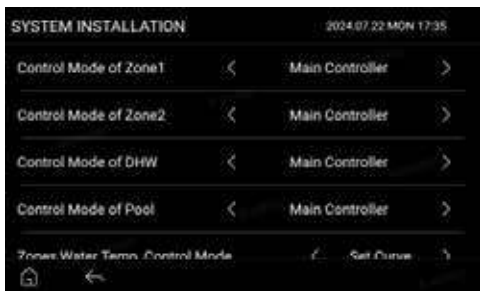 SYSTEM INSTALLATION 2024.07.22 MON 17:35
Control Mode of Zone1 < Main Controller >
Control Mode of Zone2 < Main Controller >
Control Mode of DHW < Main Controller >
Control Mode of Pool < Main Controller >
Zones Water Temp. Control Mode < Set Curve >